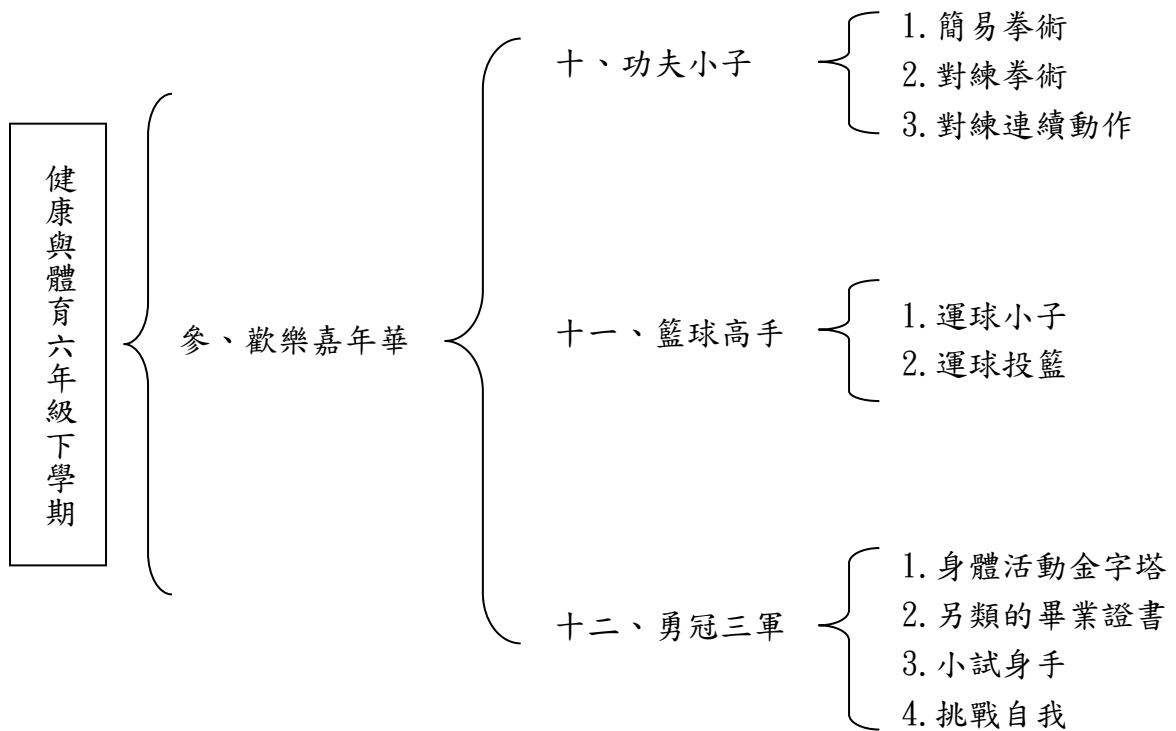 健康與體育六年級下學期
參、歡樂嘉年華
十、功夫小子
1.簡易拳術
2.對練拳術
3.對練連續動作
十一、籃球高手
1.運球小子
2.運球投籃
十二、勇冠三軍
1.身體活動金字塔
2.另類的畢業證書
3.小試身手
4.挑戰自我